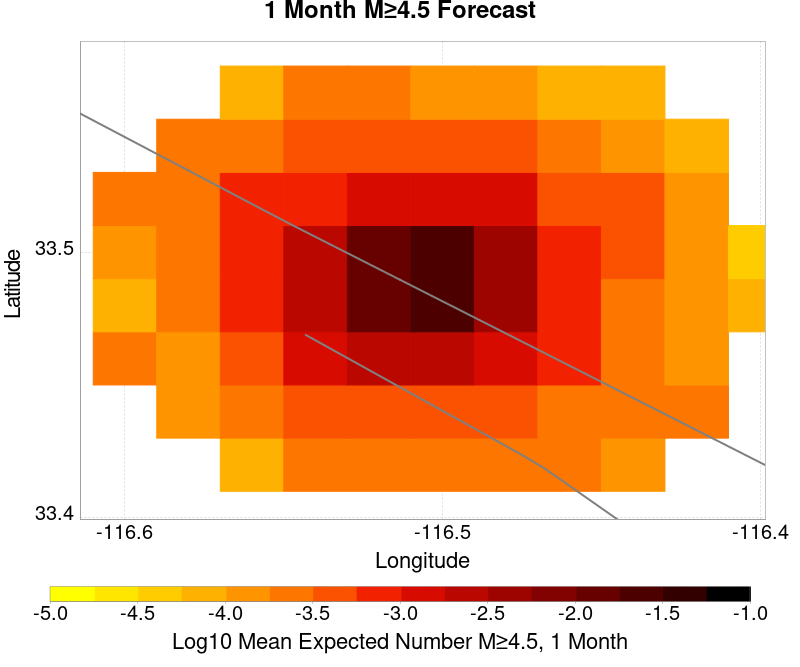 1 Month M≥4.5 Forecast
Latitude
33.5
33.4
-116.6 -116.5 -116.4
Longitude
-5.0 -4.5 -4.0 -3.5 -3.0 -2.5 -2.0 -1.5 -1.0
Log10 Mean Expected Number M≥4.5, 1 Month